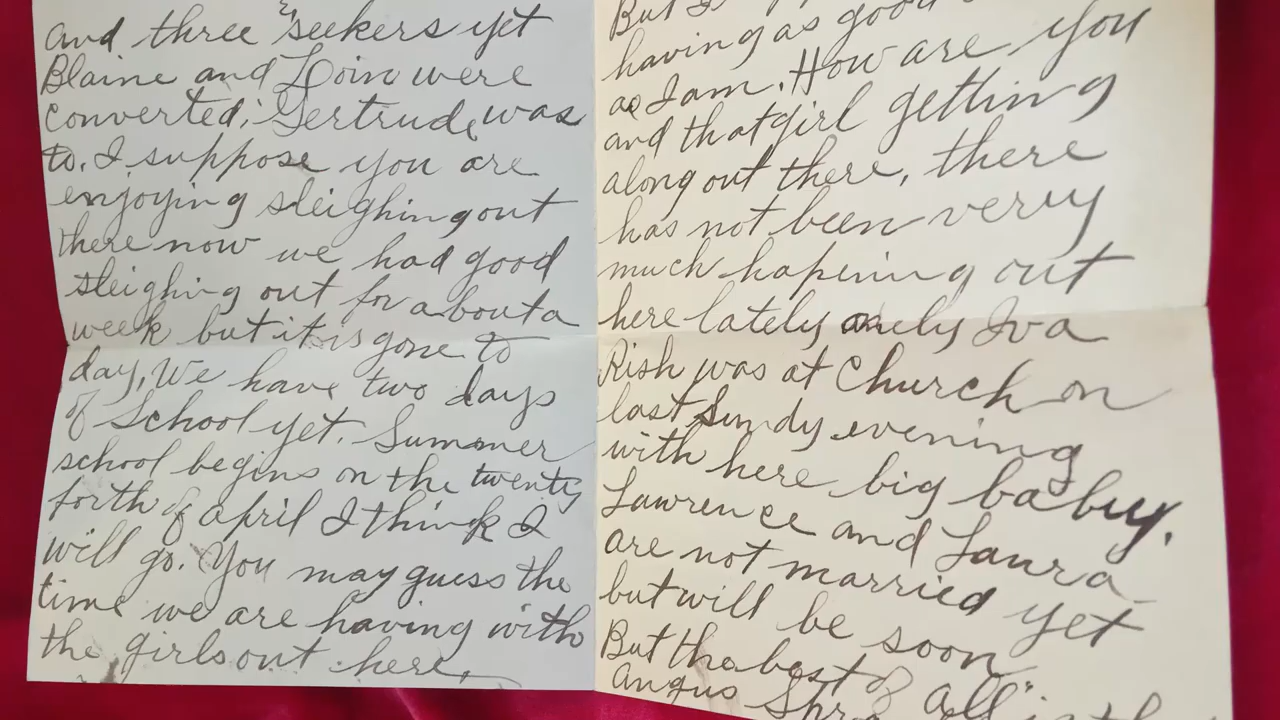 and three "seekers yet
Blaine and Loin were
converted; Gertrude was
to. I suppose you are
enjoying sleighing out
there now we had good
sleighing out for about a
week but it is gone to
day, We have two days
of School yet. Summer
school begins on the twenty
forth of april I think I
will go. You may guess the
time we are having with
the girls out here.
But I
having as good
as I am. How are you
and that girl getting
along out there, there
has not been very
much hapining out
here lately onely Iva
Rish was at Church on
last Sundy evening
with here big baby.
Lawrence and Laura
are not married yet
but will be soon
But the best of all" is
Angus